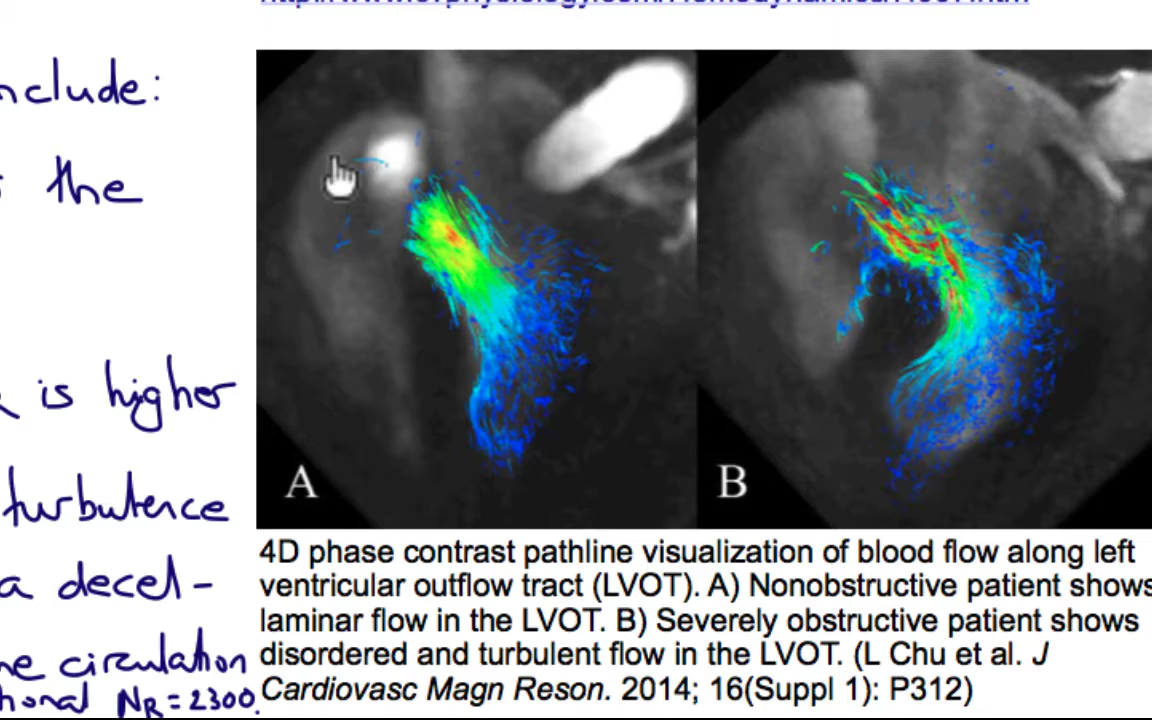 nclude:
the
is higher
turbulence
a decel-
circulation
N_R = 2300.
A
B
4D phase contrast pathline visualization of blood flow along left
ventricular outflow tract (LVOT). A) Nonobstructive patient shows
laminar flow in the LVOT. B) Severely obstructive patient shows
disordered and turbulent flow in the LVOT. (L Chu et al. J
Cardiovasc Magn Reson. 2014; 16(Suppl 1): P312)